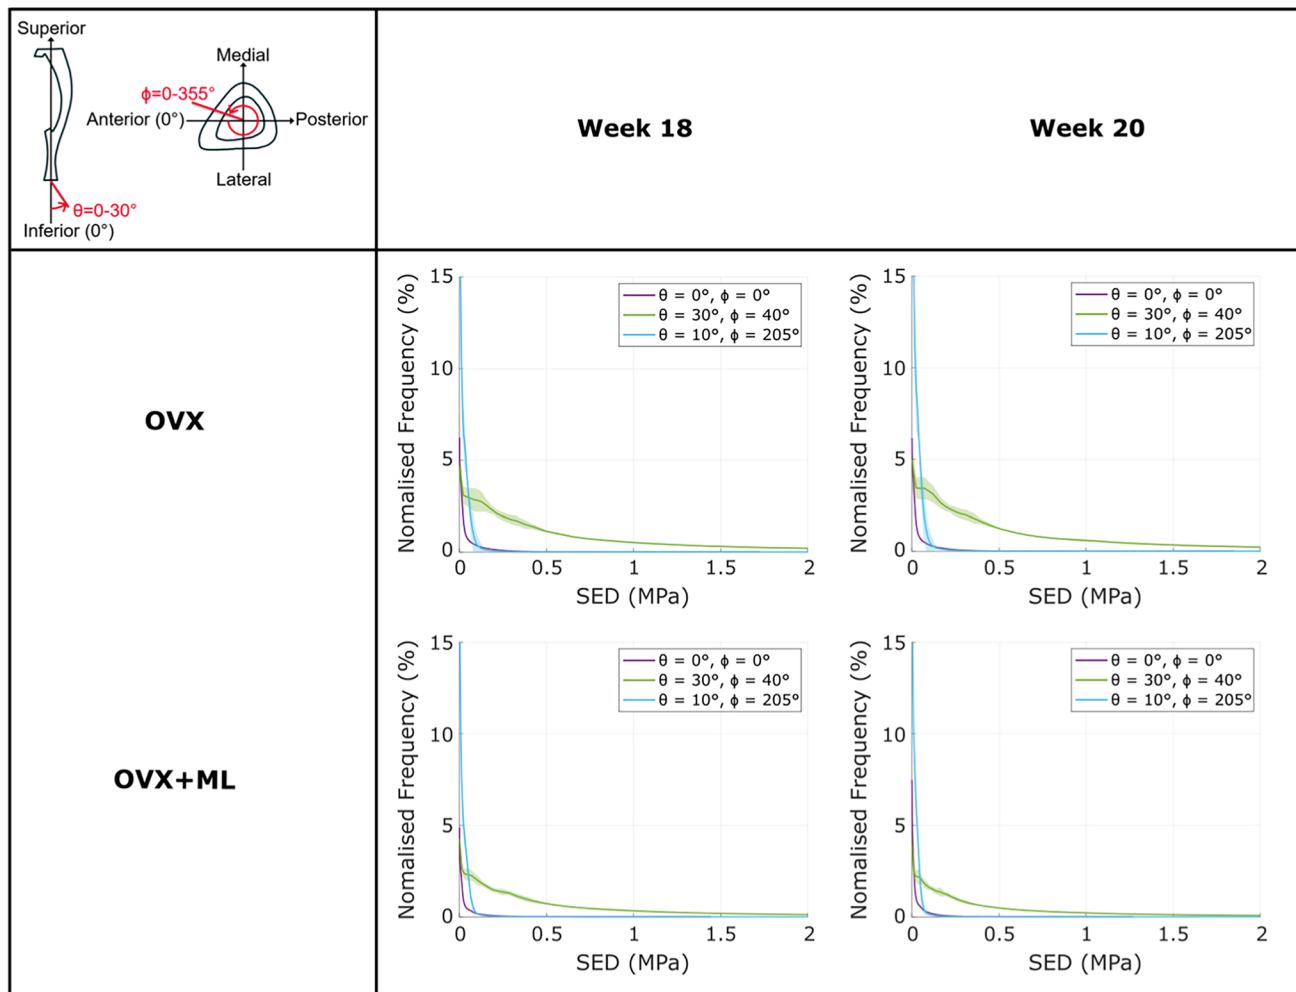 Superior
Medial
ϕ=0-355°
Anterior (0°)
Posterior
Lateral
θ=0-30°
Inferior (0°)
Week 18
Week 20
OVX
15
10
5
0
Nomalised Frequency (%)
θ = 0°, ϕ = 0°
θ = 30°, ϕ = 40°
θ = 10°, ϕ = 205°
0 0.5 1 1.5 2
SED (MPa)
15
10
5
0
Nomalised Frequency (%)
θ = 0°, ϕ = 0°
θ = 30°, ϕ = 40°
θ = 10°, ϕ = 205°
0 0.5 1 1.5 2
SED (MPa)
OVX+ML
15
10
5
0
Nomalised Frequency (%)
θ = 0°, ϕ = 0°
θ = 30°, ϕ = 40°
θ = 10°, ϕ = 205°
0 0.5 1 1.5 2
SED (MPa)
15
10
5
0
Nomalised Frequency (%)
θ = 0°, ϕ = 0°
θ = 30°, ϕ = 40°
θ = 10°, ϕ = 205°
0 0.5 1 1.5 2
SED (MPa)